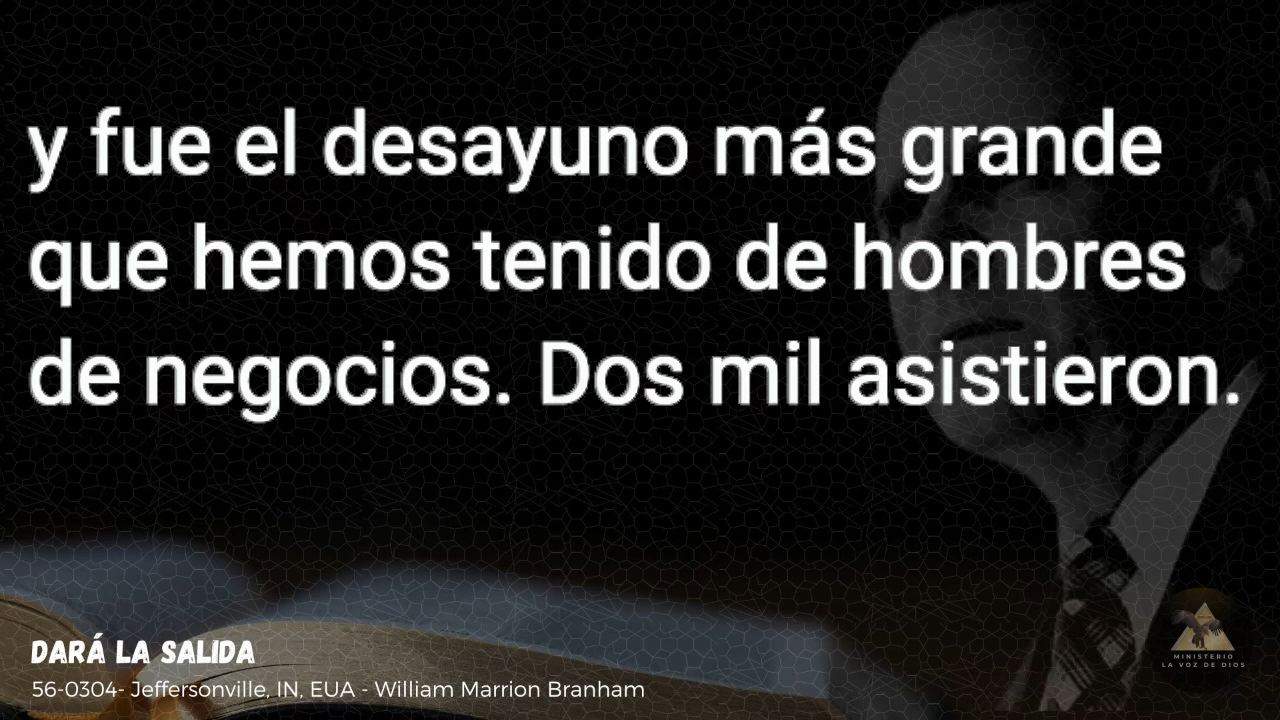 y fue el desayuno más grande
que hemos tenido de hombres
de negocios. Dos mil asistieron.
DARÁ LA SALIDA
56-0304- Jeffersonville, IN, EUA - William Marrion Branham
MINISTERIO
LA VOZ DE DIOS